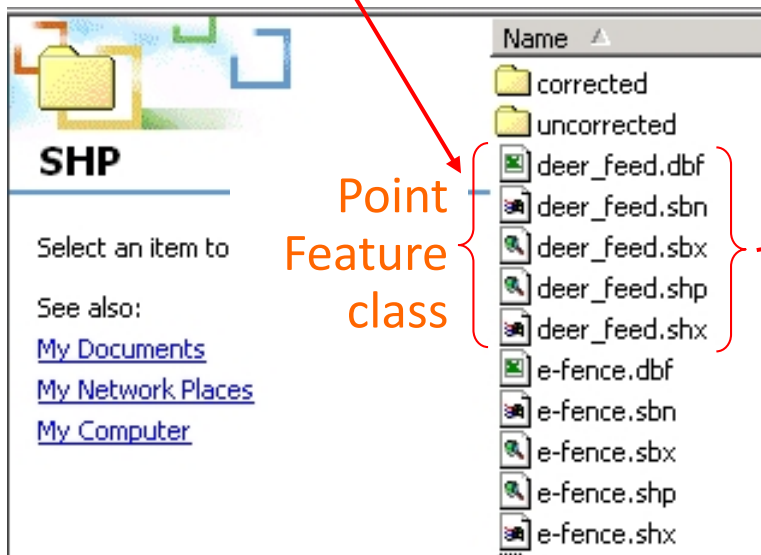 SHP
Select an item to
See also:
My Documents
My Network Places
My Computer
Point
Feature
class
Name
corrected
uncorrected
deer_feed.dbf
deer_feed.sbn
deer_feed.sbx
deer_feed.shp
deer_feed.shx
e-fence.dbf
e-fence.sbn
e-fence.sbx
e-fence.shp
e-fence.shx